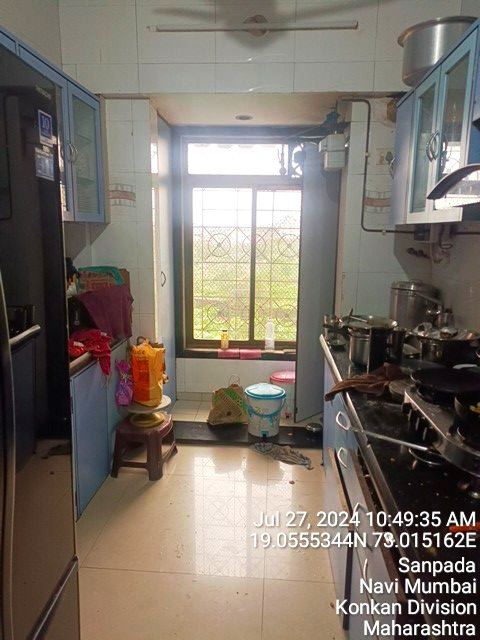 Jul 27, 2024 10:49:35 AM
19.0555344N 73.015162E
Sanpada
Navi Mumbai
Konkan Division
Maharashtra